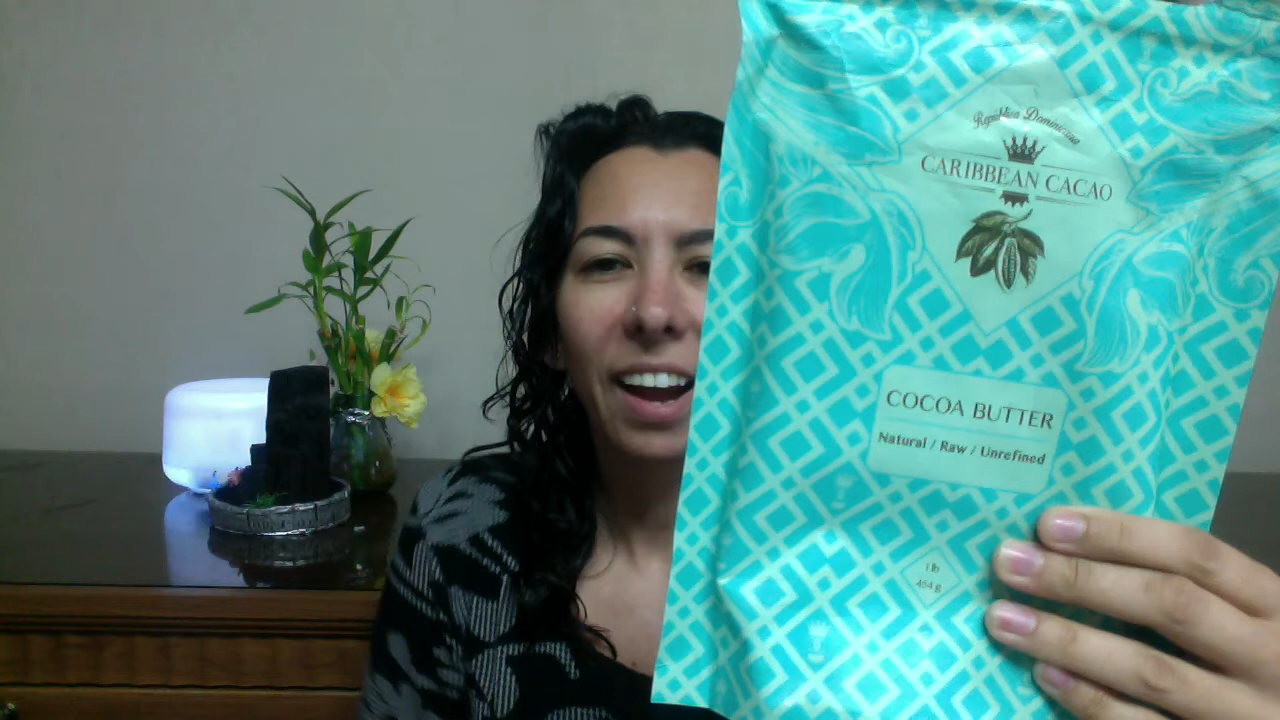 República Dominicana
CARIBBEAN CACAO
COCOA BUTTER
Natural / Raw / Unrefined
1 lb
454 g